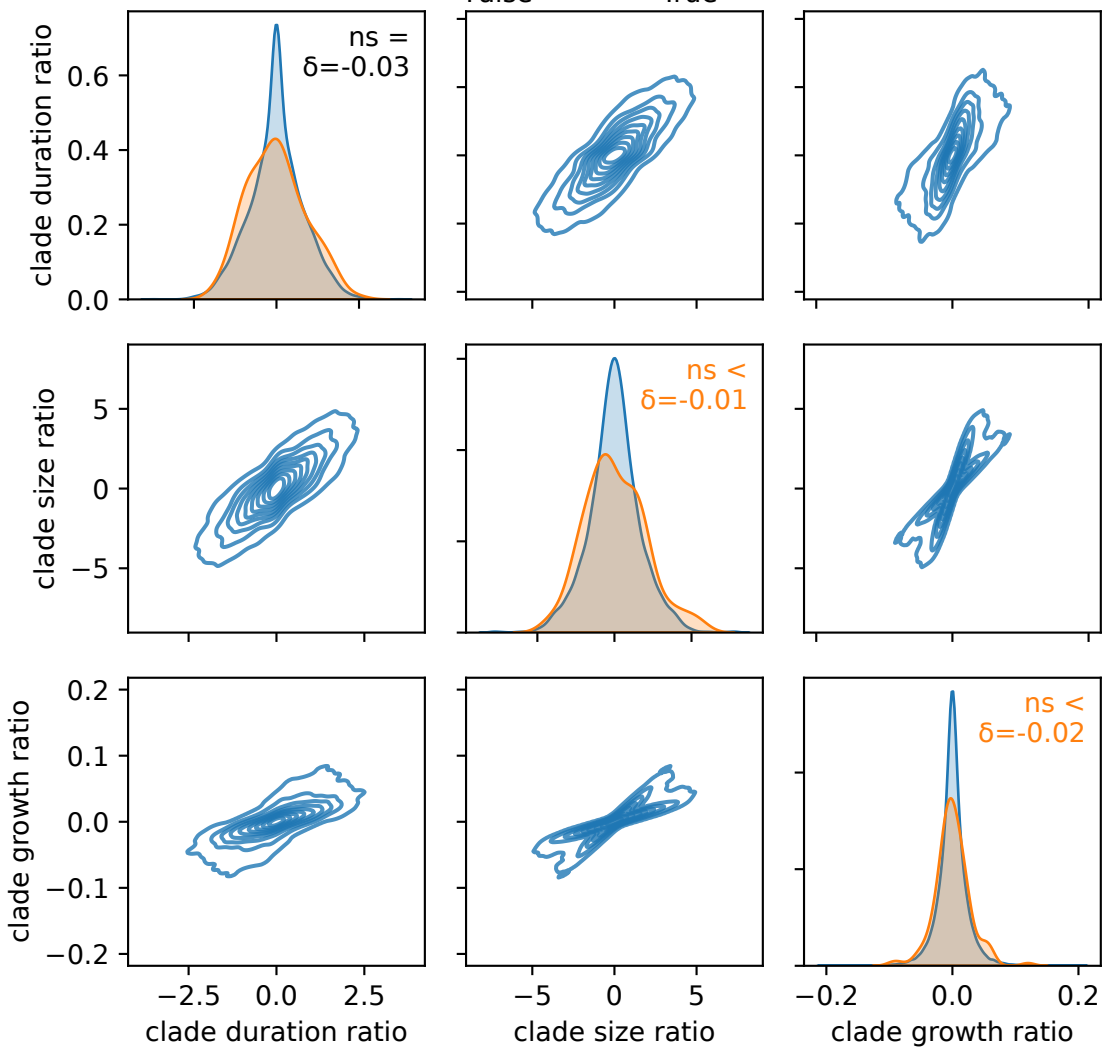 clade duration ratio
0.6
0.4
0.2
0.0
ns =
δ=-0.03
clade size ratio
5
0
−5
ns <
δ=-0.01
clade growth ratio
0.2
0.1
0.0
−0.1
−0.2
ns <
δ=-0.02
−2.5 0.0 2.5
−5 0 5
−0.2 0.0 0.2
clade duration ratio
clade size ratio
clade growth ratio